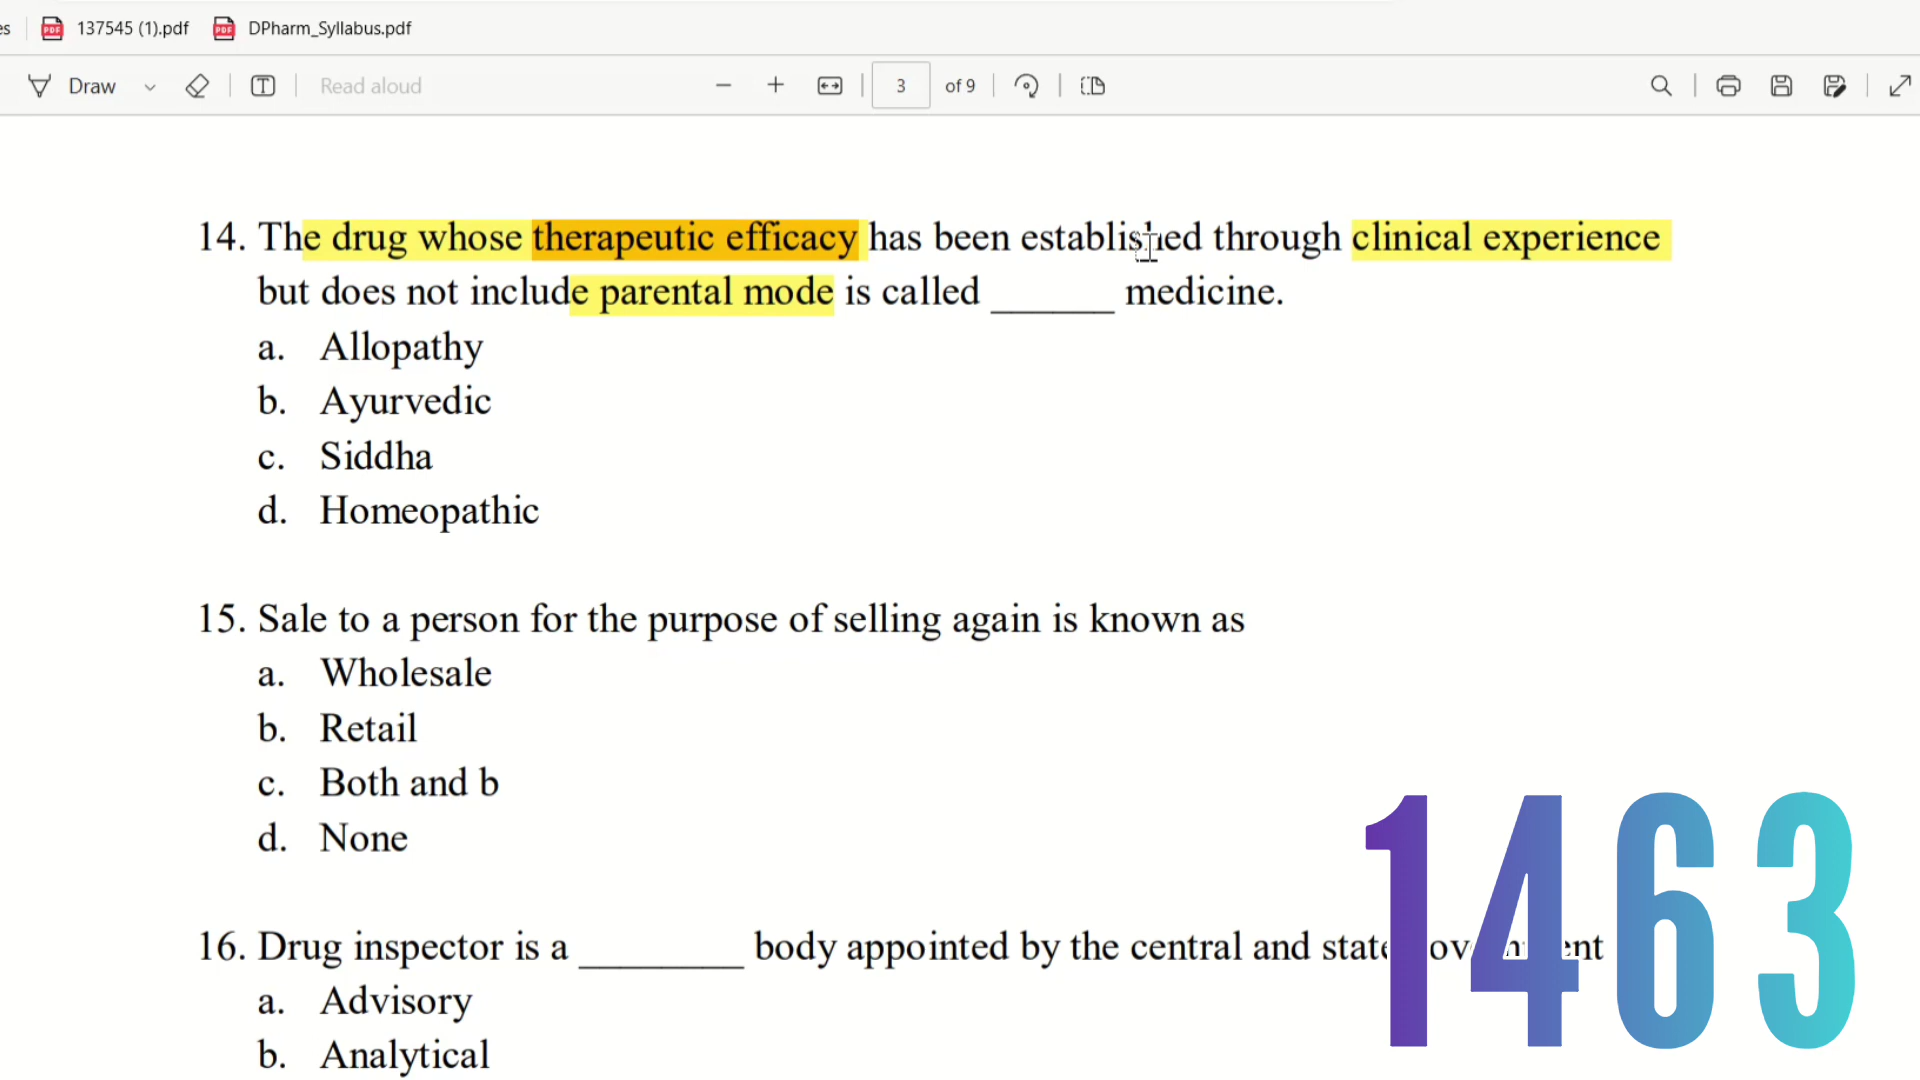 es 137545 (1).pdf DPharm_Syllabus.pdf
Draw Read aloud 3 of 9
14. The drug whose therapeutic efficacy has been established through clinical experience
but does not include parental mode is called ______ medicine.
a. Allopathy
b. Ayurvedic
c. Siddha
d. Homeopathic
15. Sale to a person for the purpose of selling again is known as
a. Wholesale
b. Retail
c. Both and b
d. None
16. Drug inspector is a ________ body appointed by the central and state
a. Advisory
b. Analytical
1463